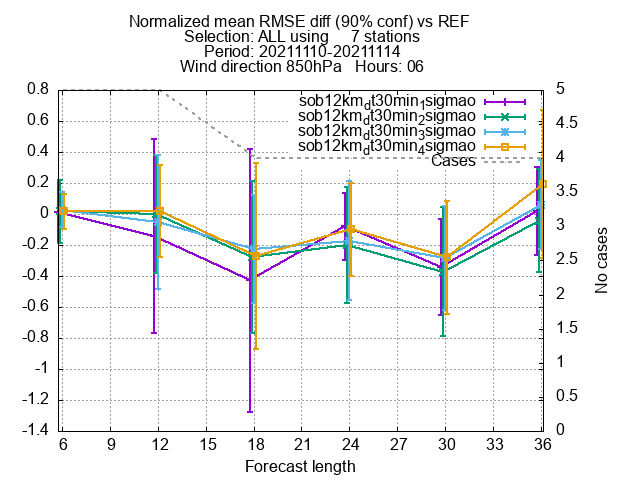 Normalized mean RMSE diff (90% conf) vs REF
Selection: ALL using 7 stations
Period: 20211110-20211114
Wind direction 850hPa Hours: 06
sob12km_dt30min_1sigmao
sob12km_dt30min_2sigmao
sob12km_dt30min_3sigmao
sob12km_dt30min_4sigmao
Cases
0.8
0.6
0.4
0.2
0
-0.2
-0.4
-0.6
-0.8
-1
-1.2
-1.4
5
4.5
4
3.5
3
2.5
2
1.5
1
0.5
0
No cases
6 9 12 15 18 21 24 27 30 33 36
Forecast length